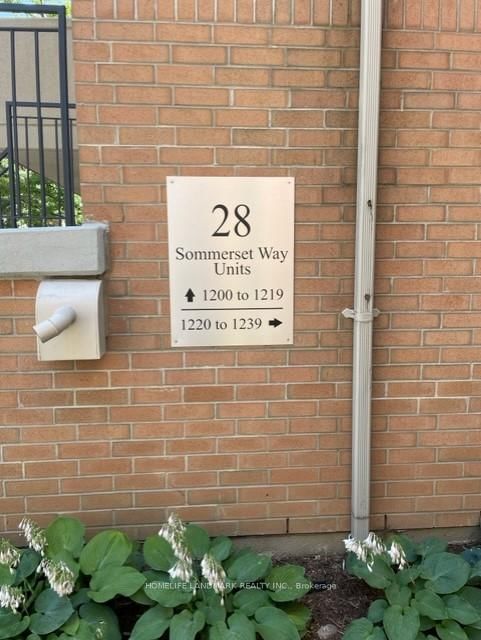 28
Sommerset Way
Units
↑ 1200 to 1219
1220 to 1239 →
HOMELIFE LANDMARK REALTY INC., Brokerage